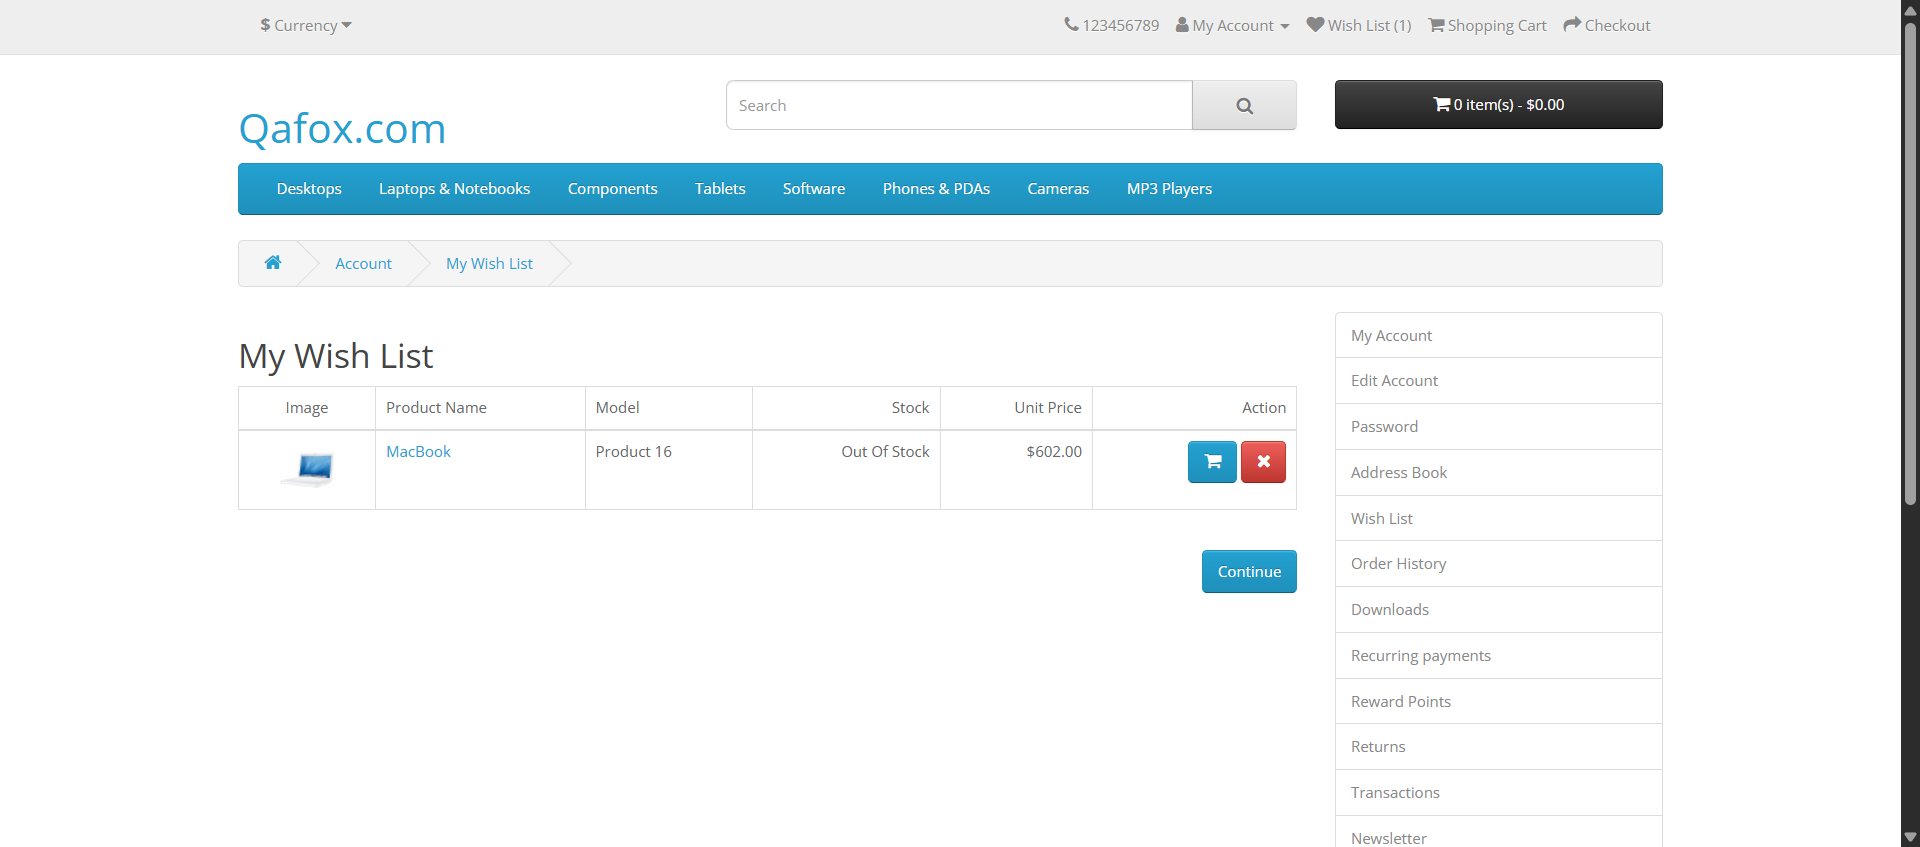 $ Currency
123456789 My Account Wish List (1) Shopping Cart Checkout
Qafox.com
Search
0 item(s) - $0.00
Desktops Laptops & Notebooks Components Tablets Software Phones & PDAs Cameras MP3 Players
Account My Wish List
My Wish List
Image Product Name Model Stock Unit Price Action
MacBook Product 16 Out Of Stock $602.00
Continue
My Account
Edit Account
Password
Address Book
Wish List
Order History
Downloads
Recurring payments
Reward Points
Returns
Transactions
Newsletter